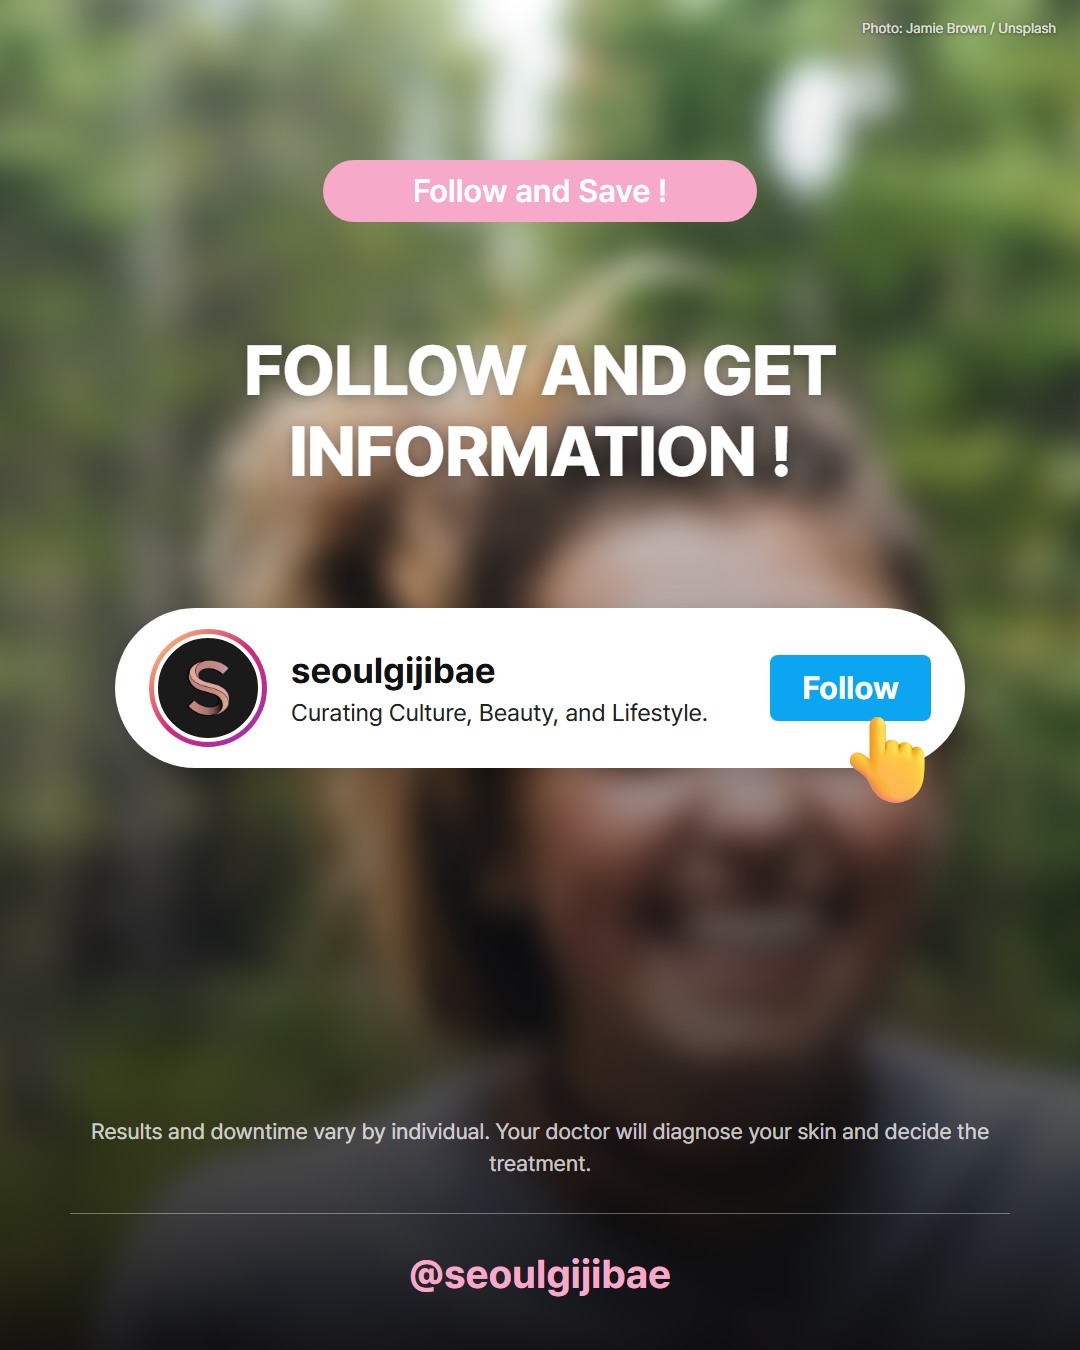 Photo: Jamie Brown / Unsplash
Follow and Save !
FOLLOW AND GET
INFORMATION !
S
seoulgijibae
Curating Culture, Beauty, and Lifestyle.
Follow
Results and downtime vary by individual. Your doctor will diagnose your skin and decide the
treatment.
@seoulgijibae